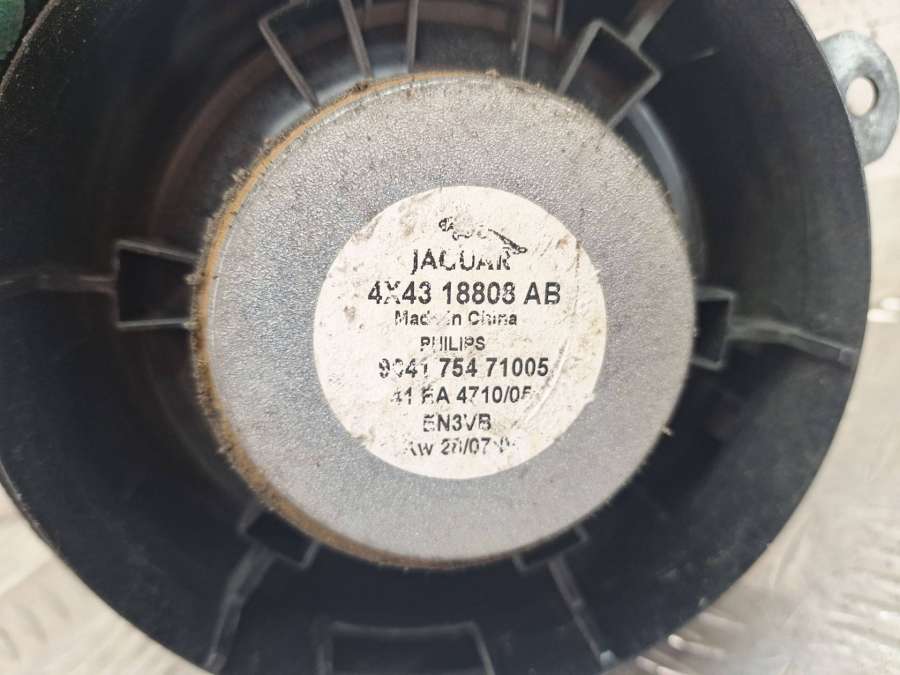 JAGUAR
4X43 18808 AB
Made in China
PHILIPS
9041 754 71005
EN3VB